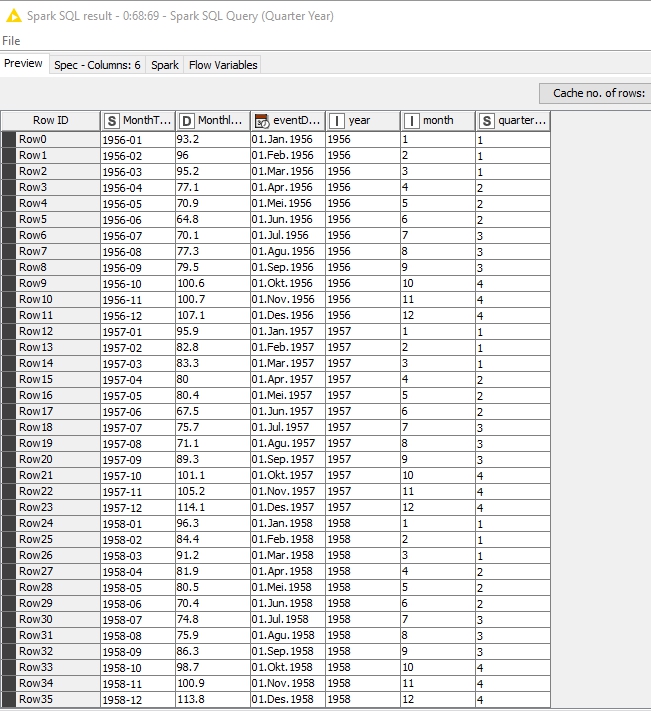 Spark SQL result - 0:68:69 - Spark SQL Query (Quarter Year)
File
Preview Spec - Columns: 6 Spark Flow Variables
Cache no. of rows:
Row ID S MonthT... D Monthl... eventD... I year I month S quarter...
Row0 1956-01 93.2 01.Jan.1956 1956 1 1
Row1 1956-02 96 01.Feb.1956 1956 2 1
Row2 1956-03 95.2 01.Mar.1956 1956 3 1
Row3 1956-04 77.1 01.Apr.1956 1956 4 2
Row4 1956-05 70.9 01.Mei.1956 1956 5 2
Row5 1956-06 64.8 01.Jun.1956 1956 6 2
Row6 1956-07 70.1 01.Jul.1956 1956 7 3
Row7 1956-08 77.3 01.Agu.1956 1956 8 3
Row8 1956-09 79.5 01.Sep.1956 1956 9 3
Row9 1956-10 100.6 01.Okt.1956 1956 10 4
Row10 1956-11 100.7 01.Nov.1956 1956 11 4
Row11 1956-12 107.1 01.Des.1956 1956 12 4
Row12 1957-01 95.9 01.Jan.1957 1957 1 1
Row13 1957-02 82.8 01.Feb.1957 1957 2 1
Row14 1957-03 83.3 01.Mar.1957 1957 3 1
Row15 1957-04 80 01.Apr.1957 1957 4 2
Row16 1957-05 80.4 01.Mei.1957 1957 5 2
Row17 1957-06 67.5 01.Jun.1957 1957 6 2
Row18 1957-07 75.7 01.Jul.1957 1957 7 3
Row19 1957-08 71.1 01.Agu.1957 1957 8 3
Row20 1957-09 89.3 01.Sep.1957 1957 9 3
Row21 1957-10 101.1 01.Okt.1957 1957 10 4
Row22 1957-11 105.2 01.Nov.1957 1957 11 4
Row23 1957-12 114.1 01.Des.1957 1957 12 4
Row24 1958-01 96.3 01.Jan.1958 1958 1 1
Row25 1958-02 84.4 01.Feb.1958 1958 2 1
Row26 1958-03 91.2 01.Mar.1958 1958 3 1
Row27 1958-04 81.9 01.Apr.1958 1958 4 2
Row28 1958-05 80.5 01.Mei.1958 1958 5 2
Row29 1958-06 70.4 01.Jun.1958 1958 6 2
Row30 1958-07 74.8 01.Jul.1958 1958 7 3
Row31 1958-08 75.9 01.Agu.1958 1958 8 3
Row32 1958-09 86.3 01.Sep.1958 1958 9 3
Row33 1958-10 98.7 01.Okt.1958 1958 10 4
Row34 1958-11 100.9 01.Nov.1958 1958 11 4
Row35 1958-12 113.8 01.Des.1958 1958 12 4